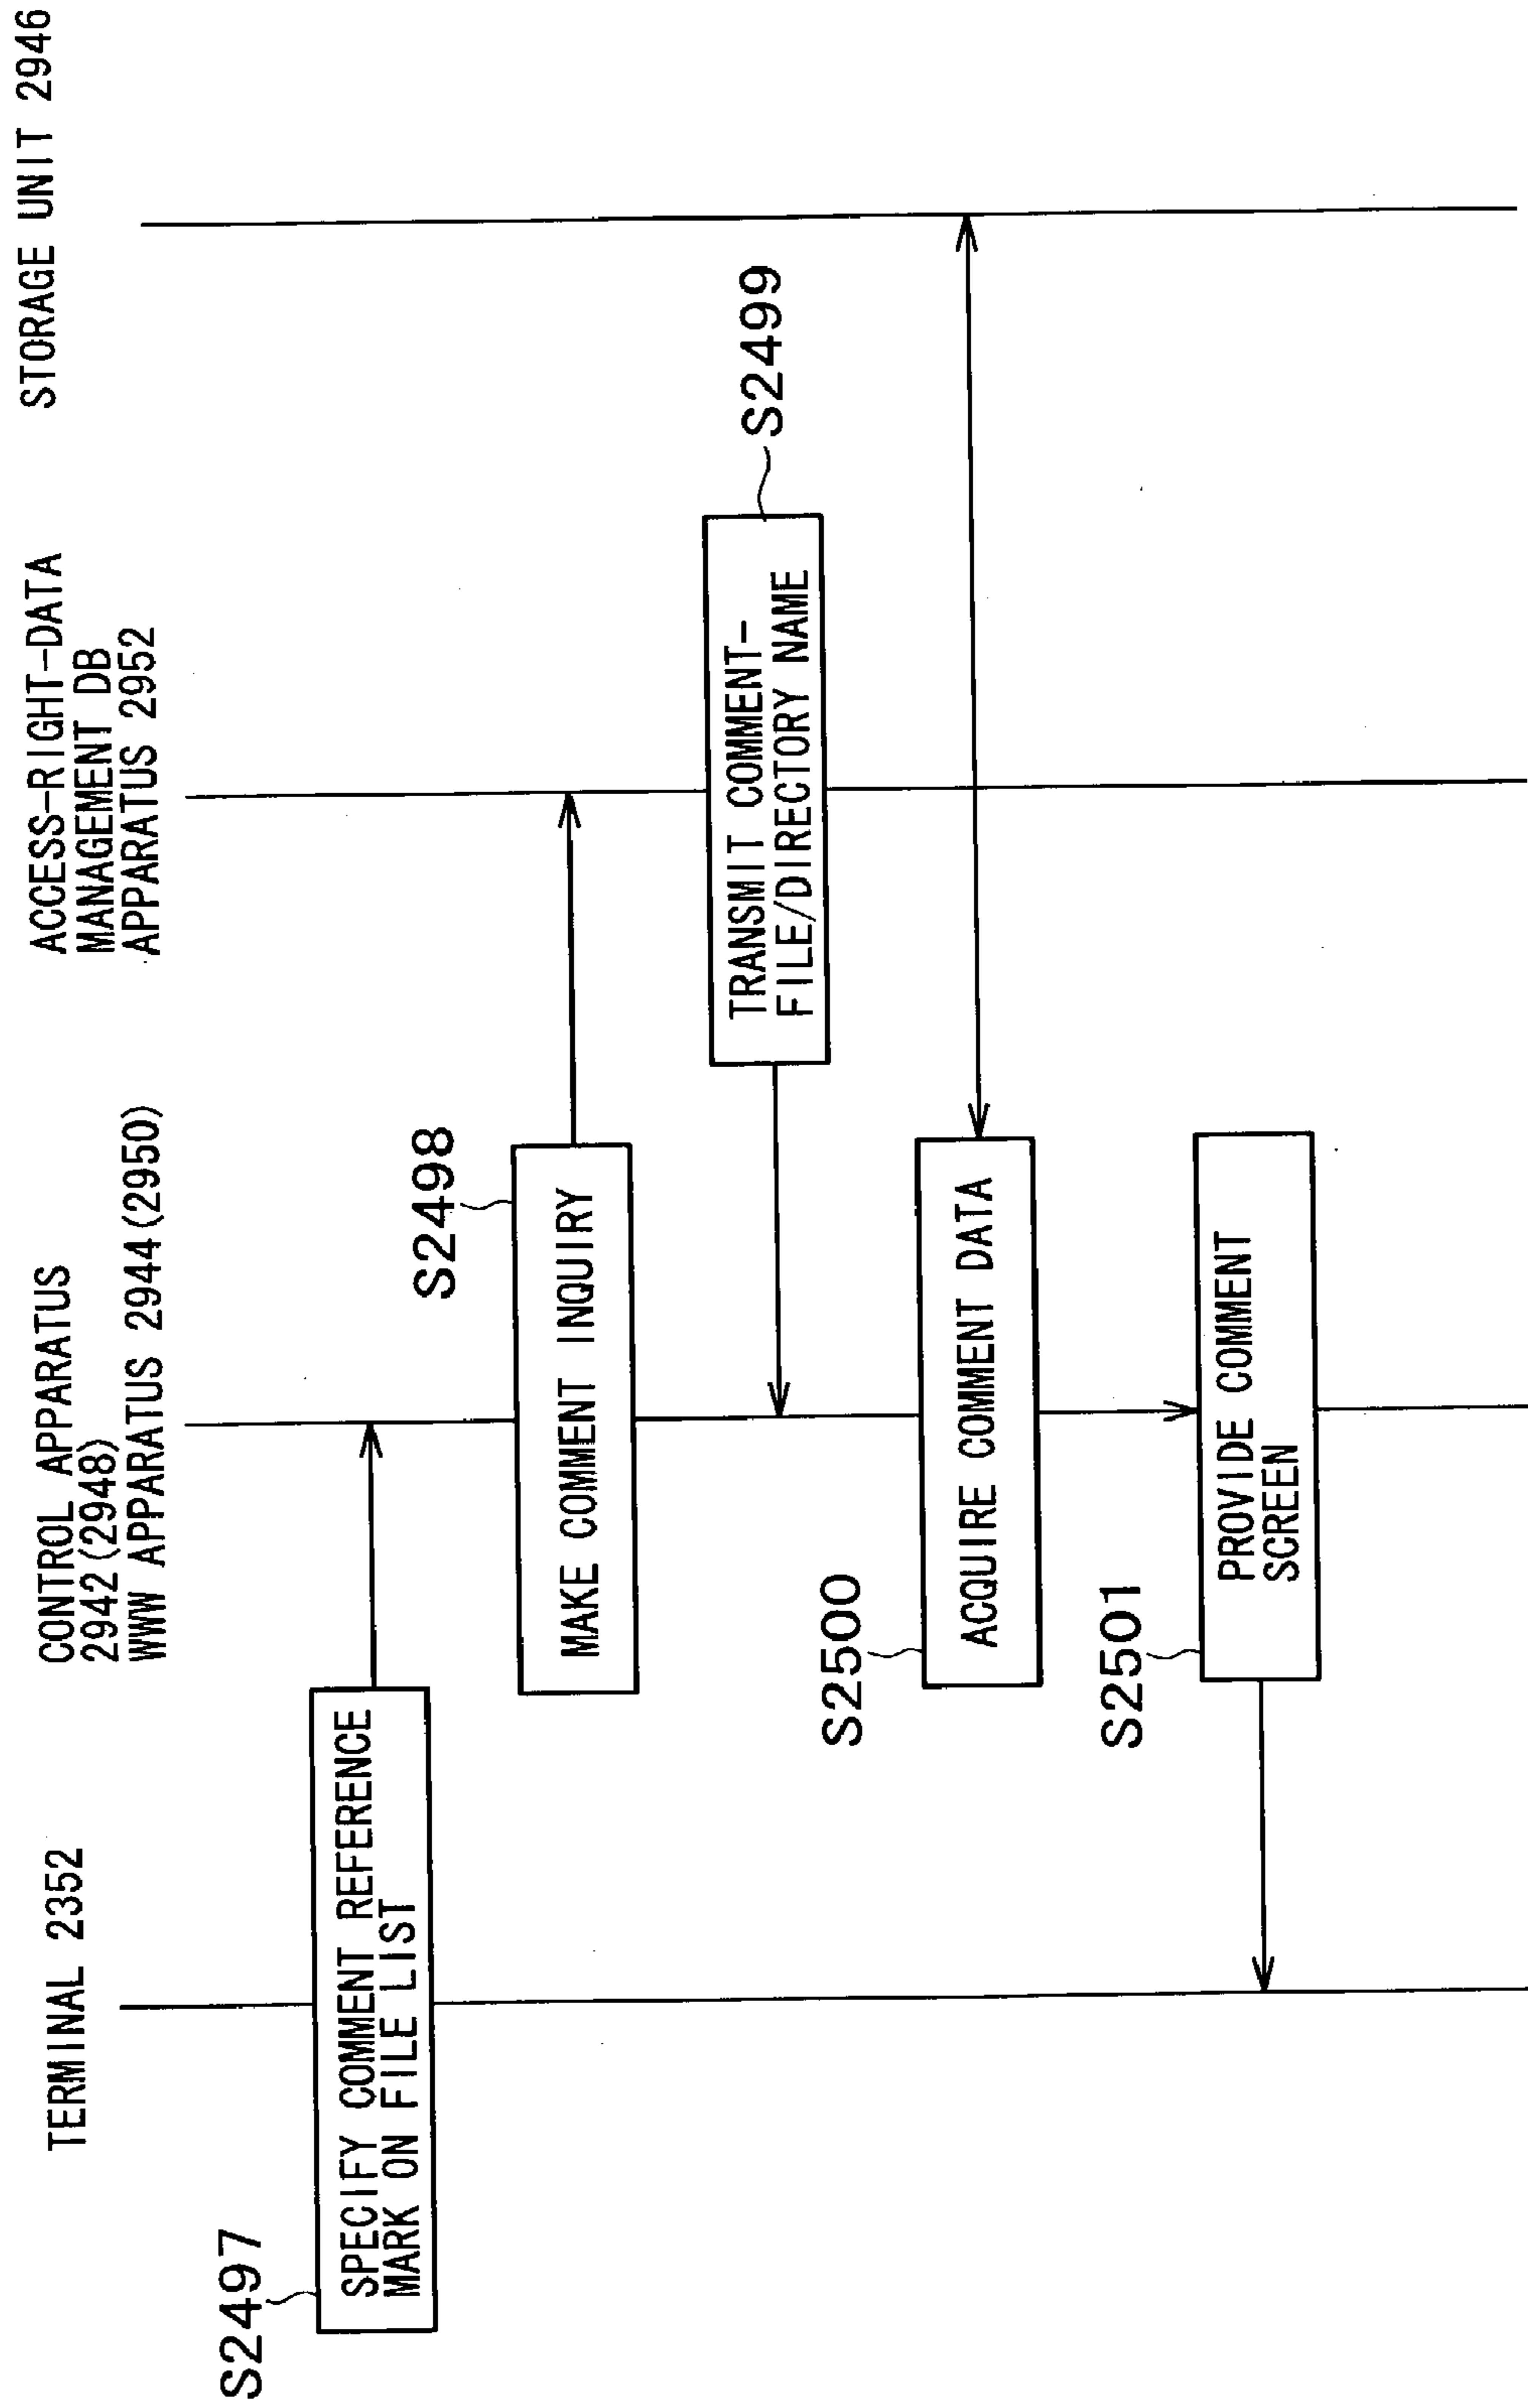 TERMINAL 2352
CONTROL APPARATUS
2942(2948)
WWW APPARATUS 2944(2950)
ACCESS-RIGHT-DATA
MANAGEMENT DB
APPARATUS 2952
STORAGE UNIT 2946
S2497
SPECIFY COMMENT REFERENCE
MARK ON FILE LIST
S2498
MAKE COMMENT INQUIRY
TRANSMIT COMMENT-
FILE/DIRECTORY NAME
S2499
S2500
ACQUIRE COMMENT DATA
S2501
PROVIDE COMMENT
SCREEN